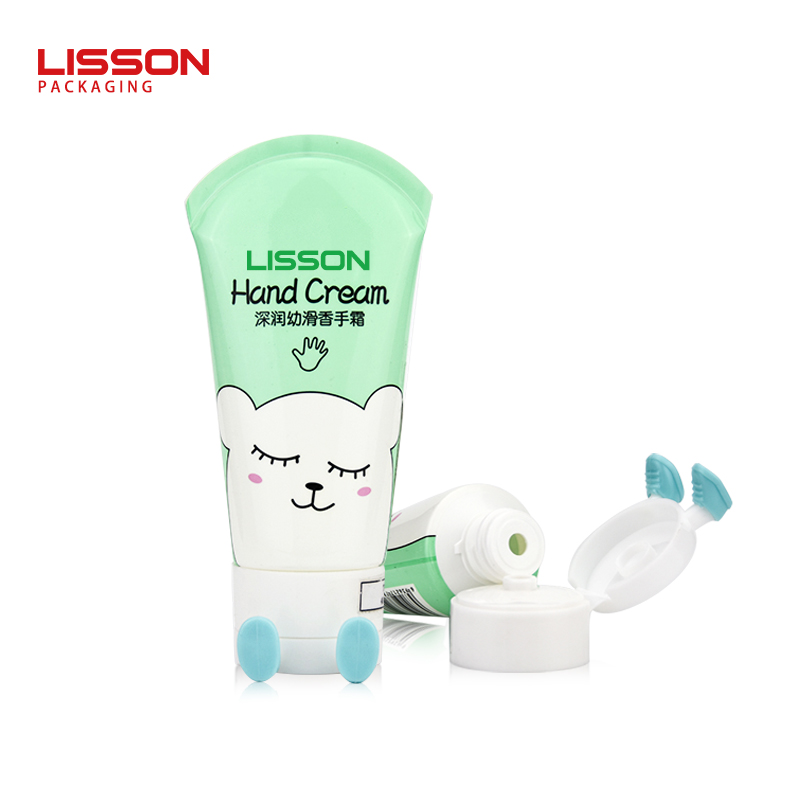 LISSON
PACKAGING
LISSON
Hand Cream
深润幼滑香手霜